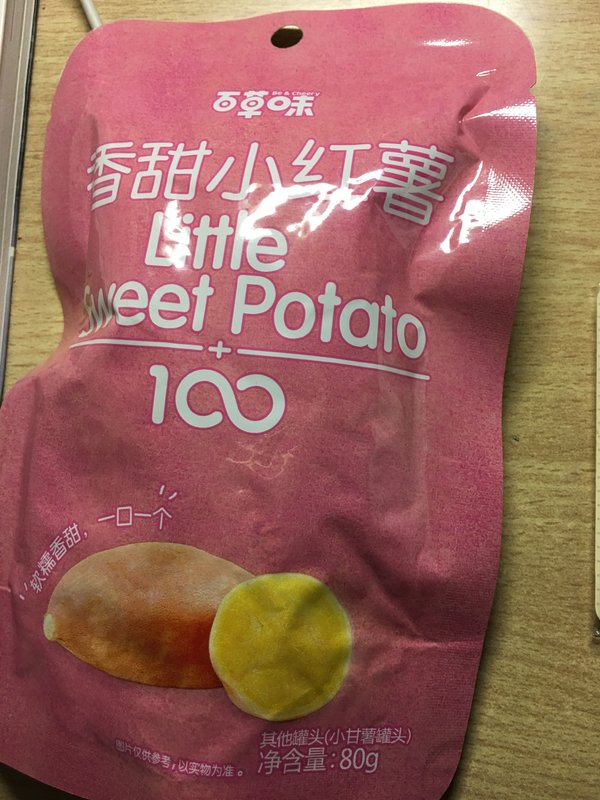 Be & Cheery
百草味
香甜小红薯
Little
Sweet Potato
+
100
软糯香甜，一口一个
其他罐头(小甘薯罐头)
净含量：80g
图片仅供参考，以实物为准。